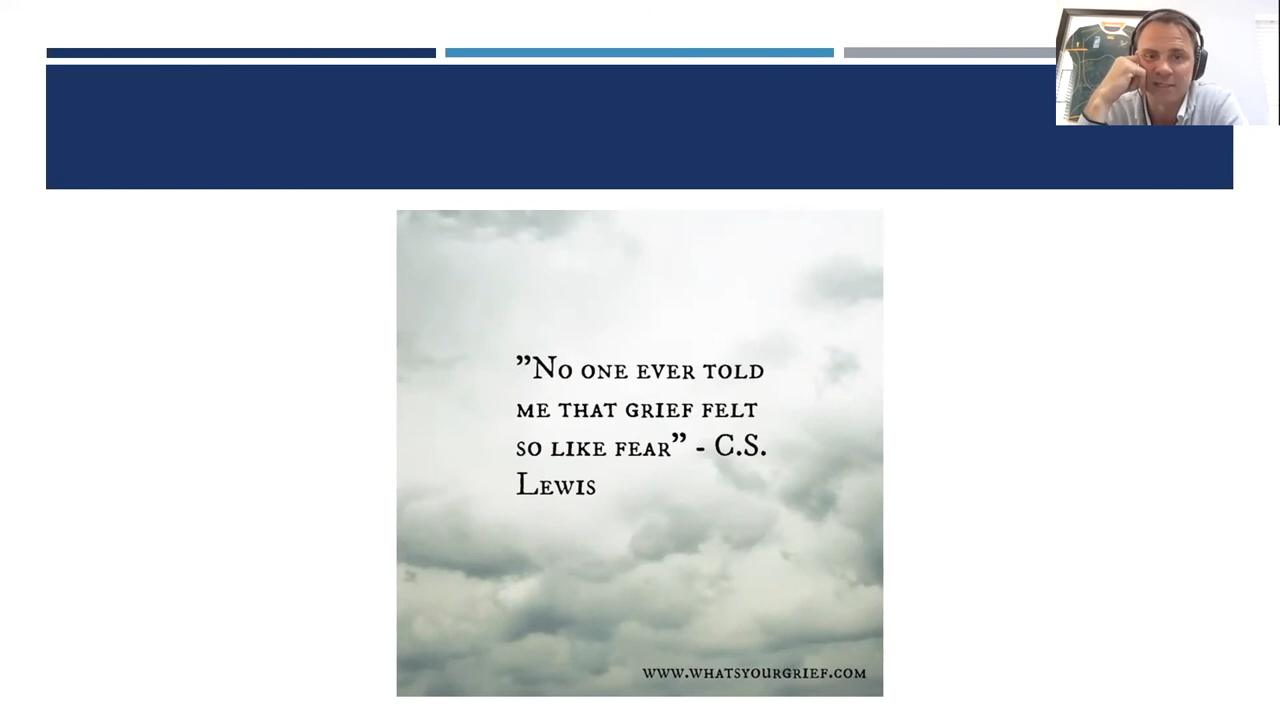 ”No one ever told
me that grief felt
so like fear” - C.S.
Lewis
www.whatsyourgrief.com